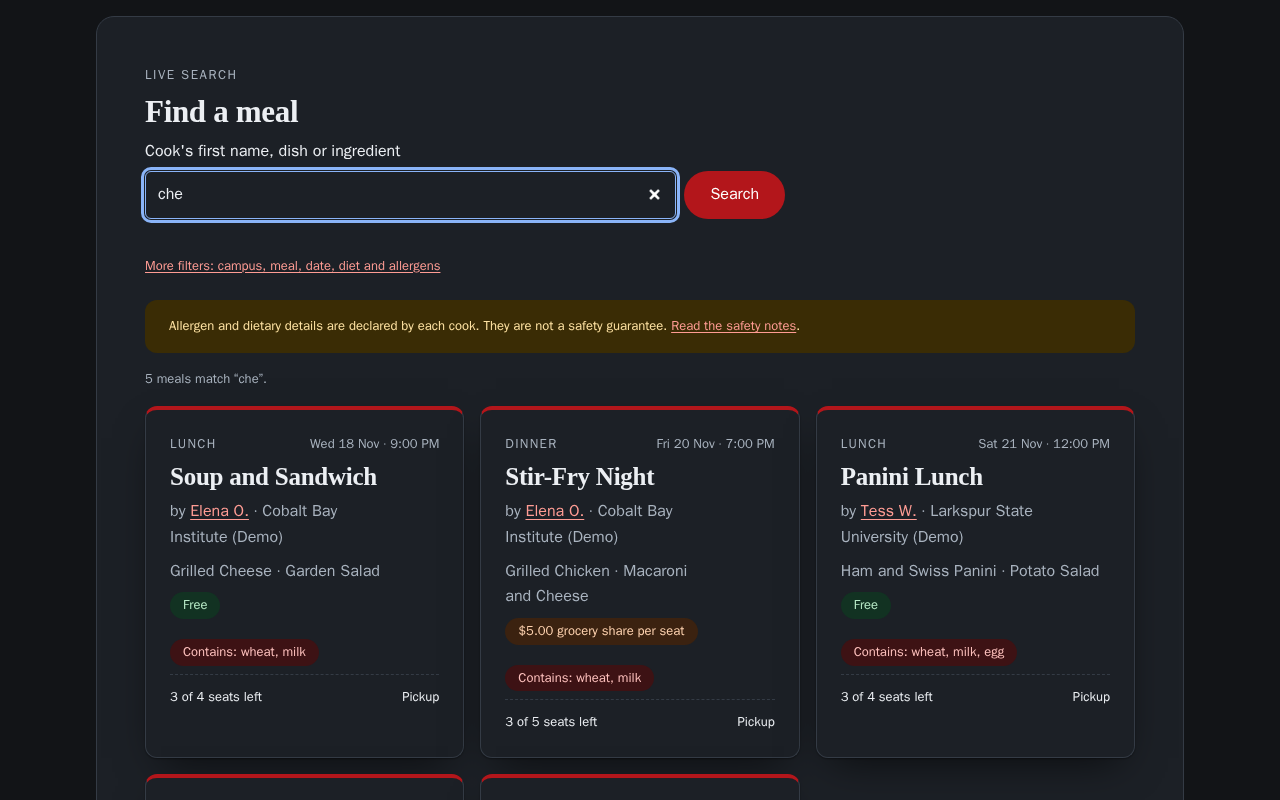 LIVE SEARCH
Find a meal
Cook's first name, dish or ingredient
che
Search
More filters: campus, meal, date, diet and allergens
Allergen and dietary details are declared by each cook. They are not a safety guarantee. Read the safety notes.
5 meals match “che”.
LUNCH
Wed 18 Nov · 9:00 PM
Soup and Sandwich
by Elena O. · Cobalt Bay
Institute (Demo)
Grilled Cheese · Garden Salad
Free
Contains: wheat, milk
3 of 4 seats left
Pickup
DINNER
Fri 20 Nov · 7:00 PM
Stir-Fry Night
by Elena O. · Cobalt Bay
Institute (Demo)
Grilled Chicken · Macaroni
and Cheese
$5.00 grocery share per seat
Contains: wheat, milk
3 of 5 seats left
Pickup
LUNCH
Sat 21 Nov · 12:00 PM
Panini Lunch
by Tess W. · Larkspur State
University (Demo)
Ham and Swiss Panini · Potato Salad
Free
Contains: wheat, milk, egg
3 of 4 seats left
Pickup